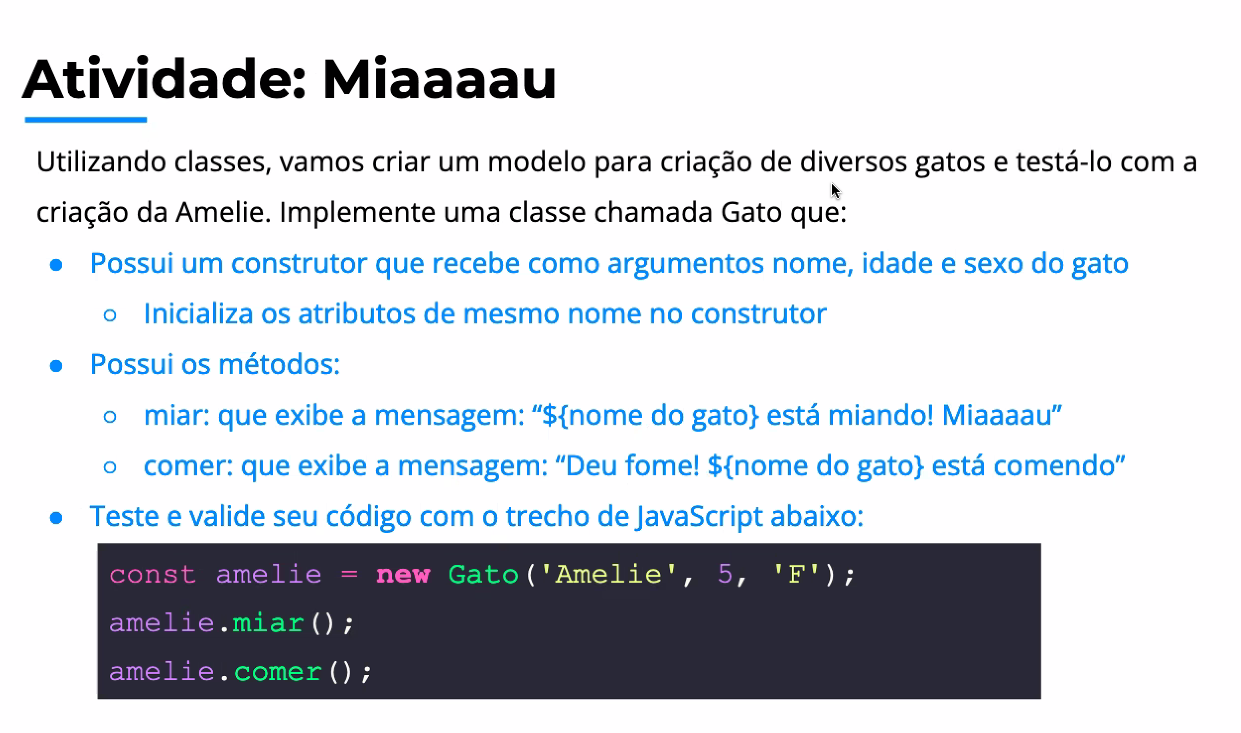 Atividade: Miaaaau
Utilizando classes, vamos criar um modelo para criação de diversos gatos e testá-lo com a
criação da Amelie. Implemente uma classe chamada Gato que:
● Possui um construtor que recebe como argumentos nome, idade e sexo do gato
○ Inicializa os atributos de mesmo nome no construtor
● Possui os métodos:
○ miar: que exibe a mensagem: “${nome do gato} está miando! Miaaaau”
○ comer: que exibe a mensagem: “Deu fome! ${nome do gato} está comendo”
● Teste e valide seu código com o trecho de JavaScript abaixo:
const amelie = new Gato('Amelie', 5, 'F');
amelie.miar();
amelie.comer();